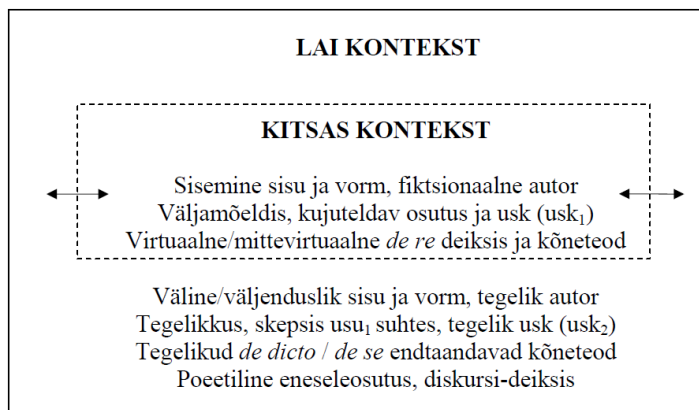 LAI KONTEKST
KITSAS KONTEKST
Sisemine sisu ja vorm, fiktsionaalne autor
Väljamõeldis, kujuteldav osutus ja usk (usk₁)
Virtuaalne/mittevirtuaalne de re deiksis ja kõneteod
Väline/väljenduslik sisu ja vorm, tegelik autor
Tegelikkus, skepsis usu₁ suhtes, tegelik usk (usk₂)
Tegelikud de dicto / de se endtaandavad kõneteod
Poeetiline eneseleosutus, diskursi-deiksis